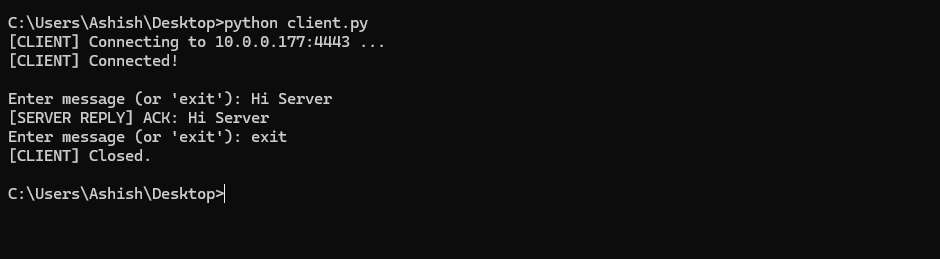 C:\Users\Ashish\Desktop>python client.py
[CLIENT] Connecting to 10.0.0.177:4443 ...
[CLIENT] Connected!
Enter message (or 'exit'): Hi Server
[SERVER REPLY] ACK: Hi Server
Enter message (or 'exit'): exit
[CLIENT] Closed.
C:\Users\Ashish\Desktop>